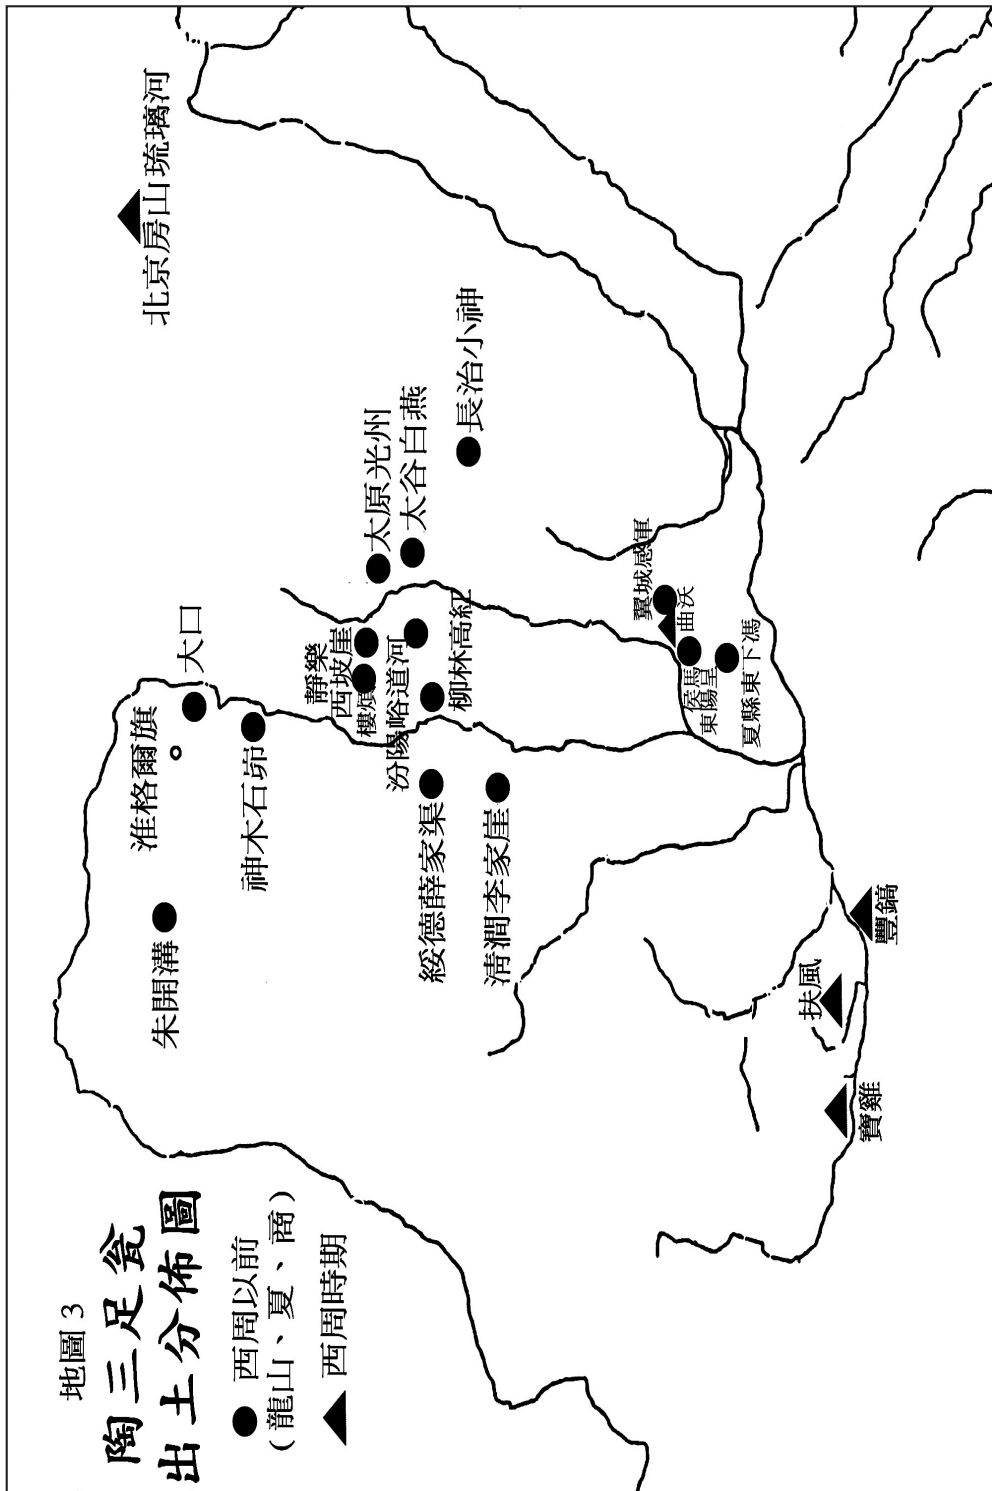 地圖 3
陶三足瓮
出土分佈圖
西周以前
(龍山、夏、商)
西周時期
北京房山琉璃河
長治小神
太原光州
太谷白燕
大口
准格爾旗
神木石峁
朱開溝
靜樂
西坡崖
樓煩
汾陽峪道河
柳林高紅
綏德薛家渠
清澗李家崖
翼城感軍
曲沃
侯馬
東陽呈
夏縣東下馮
豐鎬
扶風
寶雞